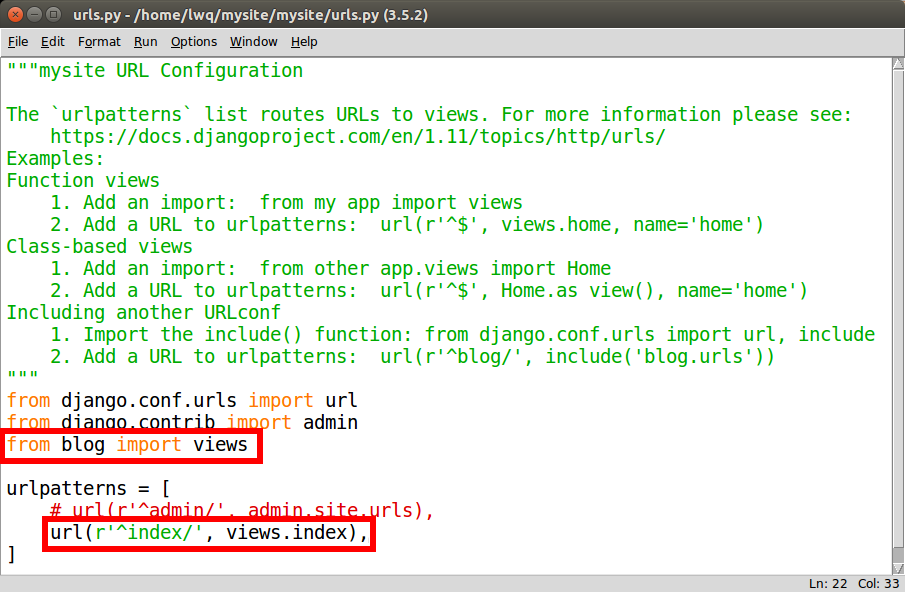 urls.py - /home/lwq/mysite/mysite/urls.py (3.5.2)
File Edit Format Run Options Window Help
"""mysite URL Configuration
The `urlpatterns` list routes URLs to views. For more information please see:
    https://docs.djangoproject.com/en/1.11/topics/http/urls/
Examples:
Function views
    1. Add an import:  from my app import views
    2. Add a URL to urlpatterns:  url(r'^$', views.home, name='home')
Class-based views
    1. Add an import:  from other app.views import Home
    2. Add a URL to urlpatterns:  url(r'^$', Home.as view(), name='home')
Including another URLconf
    1. Import the include() function: from django.conf.urls import url, include
    2. Add a URL to urlpatterns:  url(r'^blog/', include('blog.urls'))
"""
from django.conf.urls import url
from django.contrib import admin
from blog import views
urlpatterns = [
    # url(r'^admin/', admin.site.urls),
    url(r'^index/', views.index),
]
Ln: 22 Col: 33